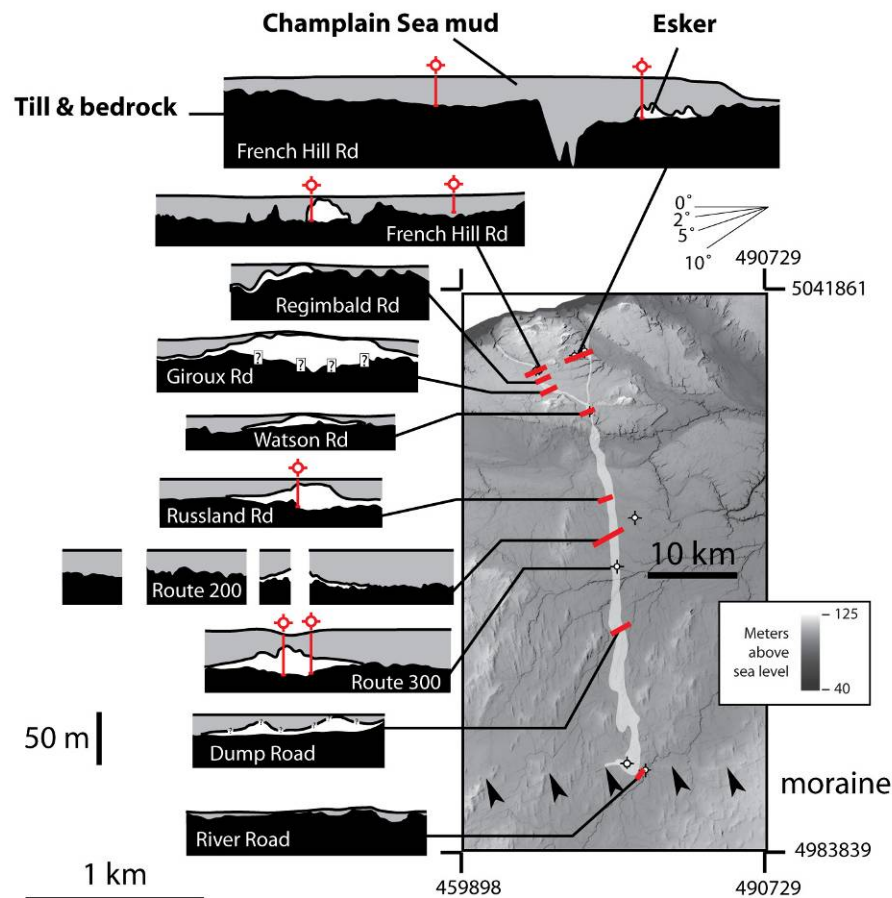 Champlain Sea mud
Esker
Till & bedrock
French Hill Rd
French Hill Rd
0°
2°
5°
10°
490729
5041861
Regimbald Rd
? ? ? ?
Giroux Rd
Watson Rd
Russland Rd
10 km
Route 200
125
Meters
above
sea level
40
Route 300
50 m
? ? ? ?
Dump Road
moraine
River Road
4983839
1 km
459898
490729